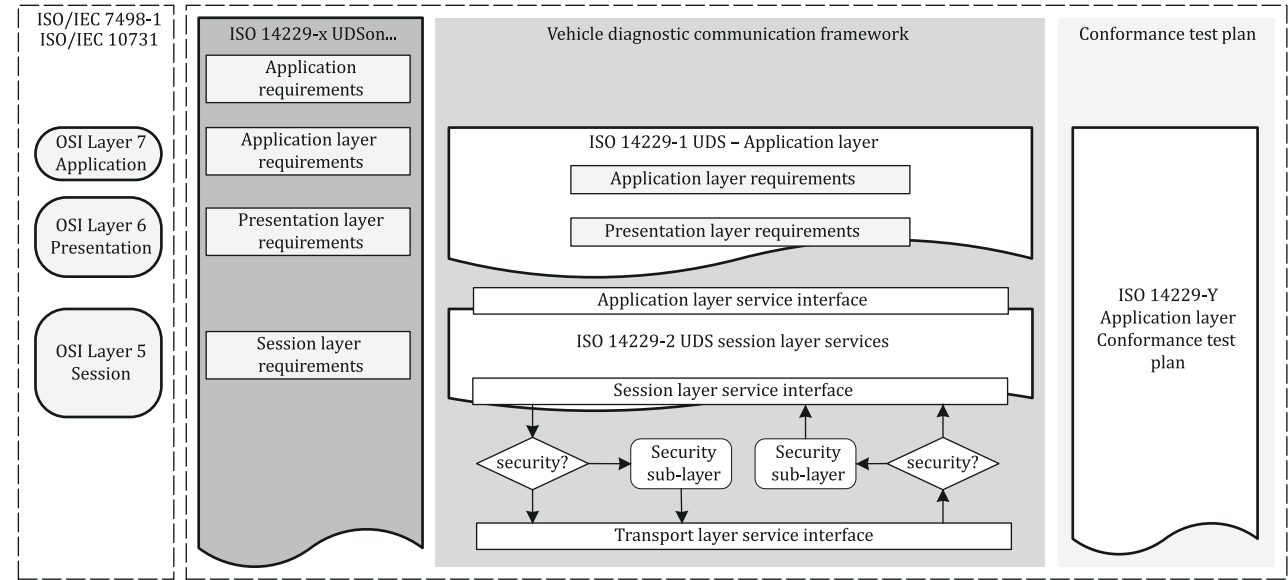 ISO/IEC 7498-1
ISO/IEC 10731
OSI Layer 7
Application
OSI Layer 6
Presentation
OSI Layer 5
Session
ISO 14229-x UDSon...
Application
requirements
Application layer
requirements
Presentation layer
requirements
Session layer
requirements
Vehicle diagnostic communication framework
ISO 14229-1 UDS – Application layer
Application layer requirements
Presentation layer requirements
Application layer service interface
ISO 14229-2 UDS session layer services
Session layer service interface
security?
Security
sub-layer
Security
sub-layer
security?
Transport layer service interface
Conformance test plan
ISO 14229-Y
Application layer
Conformance test
plan